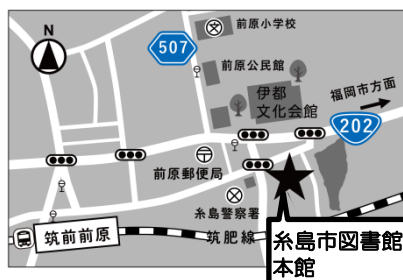 N
前原小学校
507
前原公民館
伊都
文化会館
福岡市方面
202
前原郵便局
糸島警察署
筑前前原
筑肥線
糸島市図書館
本館